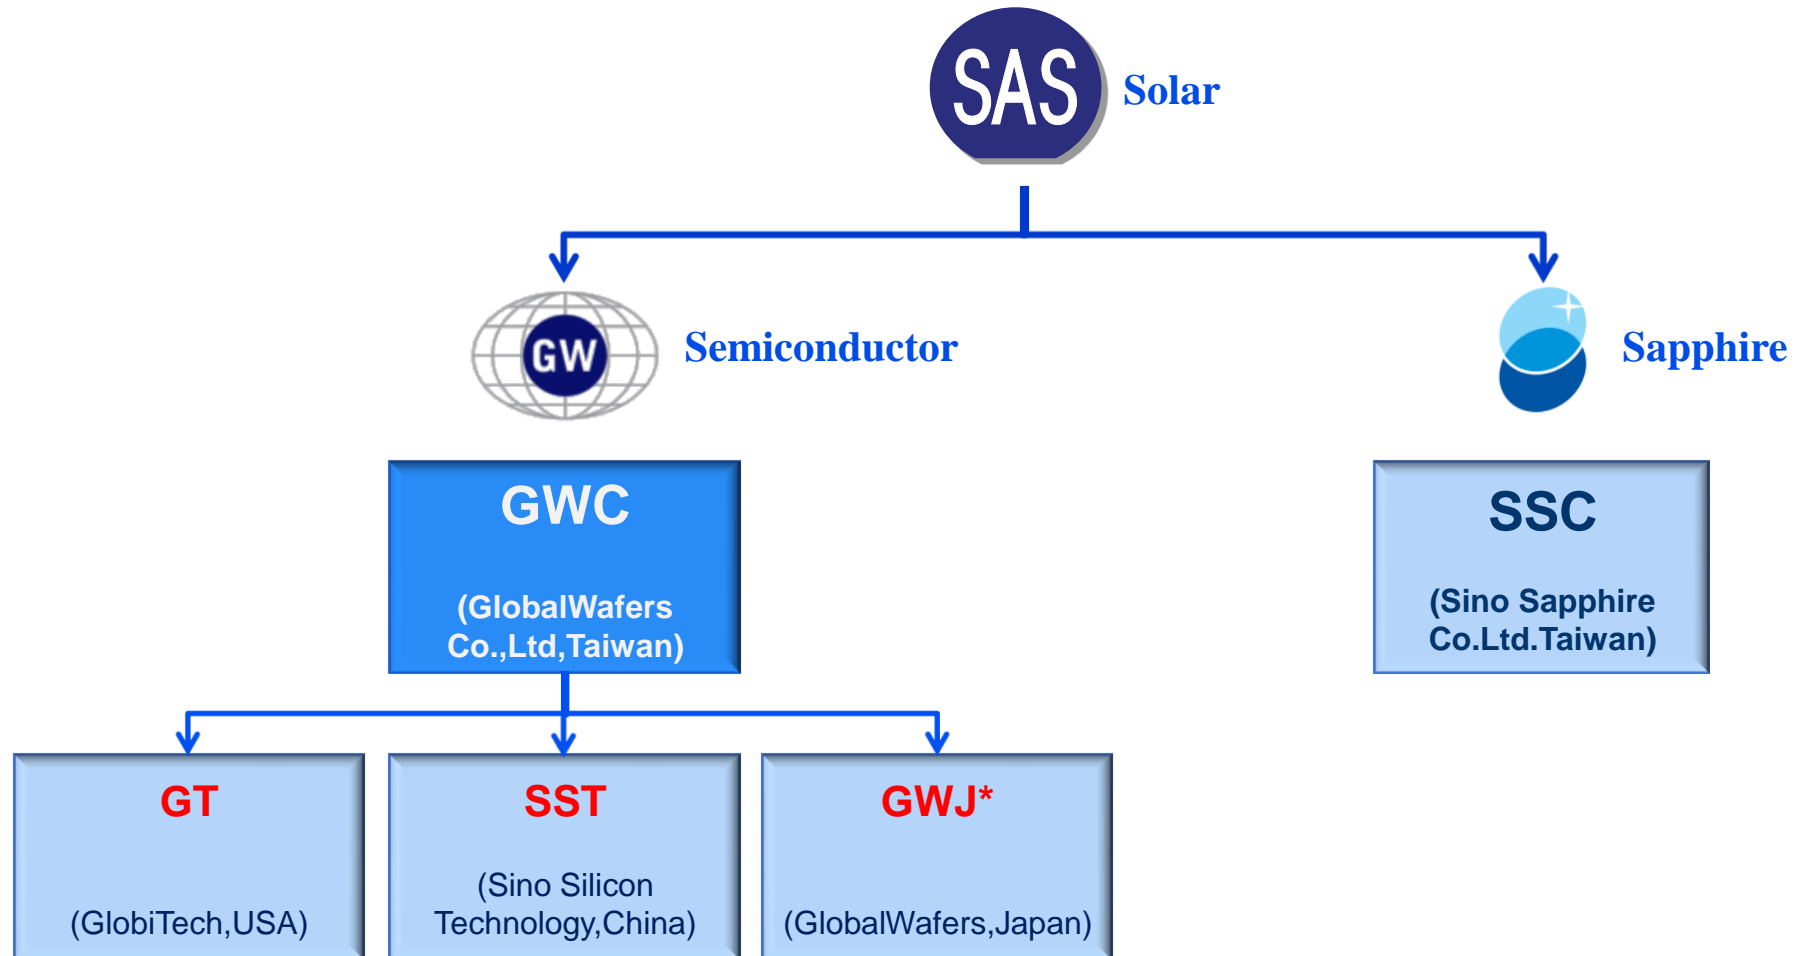 SAS
Solar
GW
Semiconductor
Sapphire
GWC
(GlobalWafers
Co.,Ltd,Taiwan)
SSC
(Sino Sapphire
Co.Ltd.Taiwan)
GT
(GlobiTech,USA)
SST
(Sino Silicon
Technology,China)
GWJ*
(GlobalWafers,Japan)